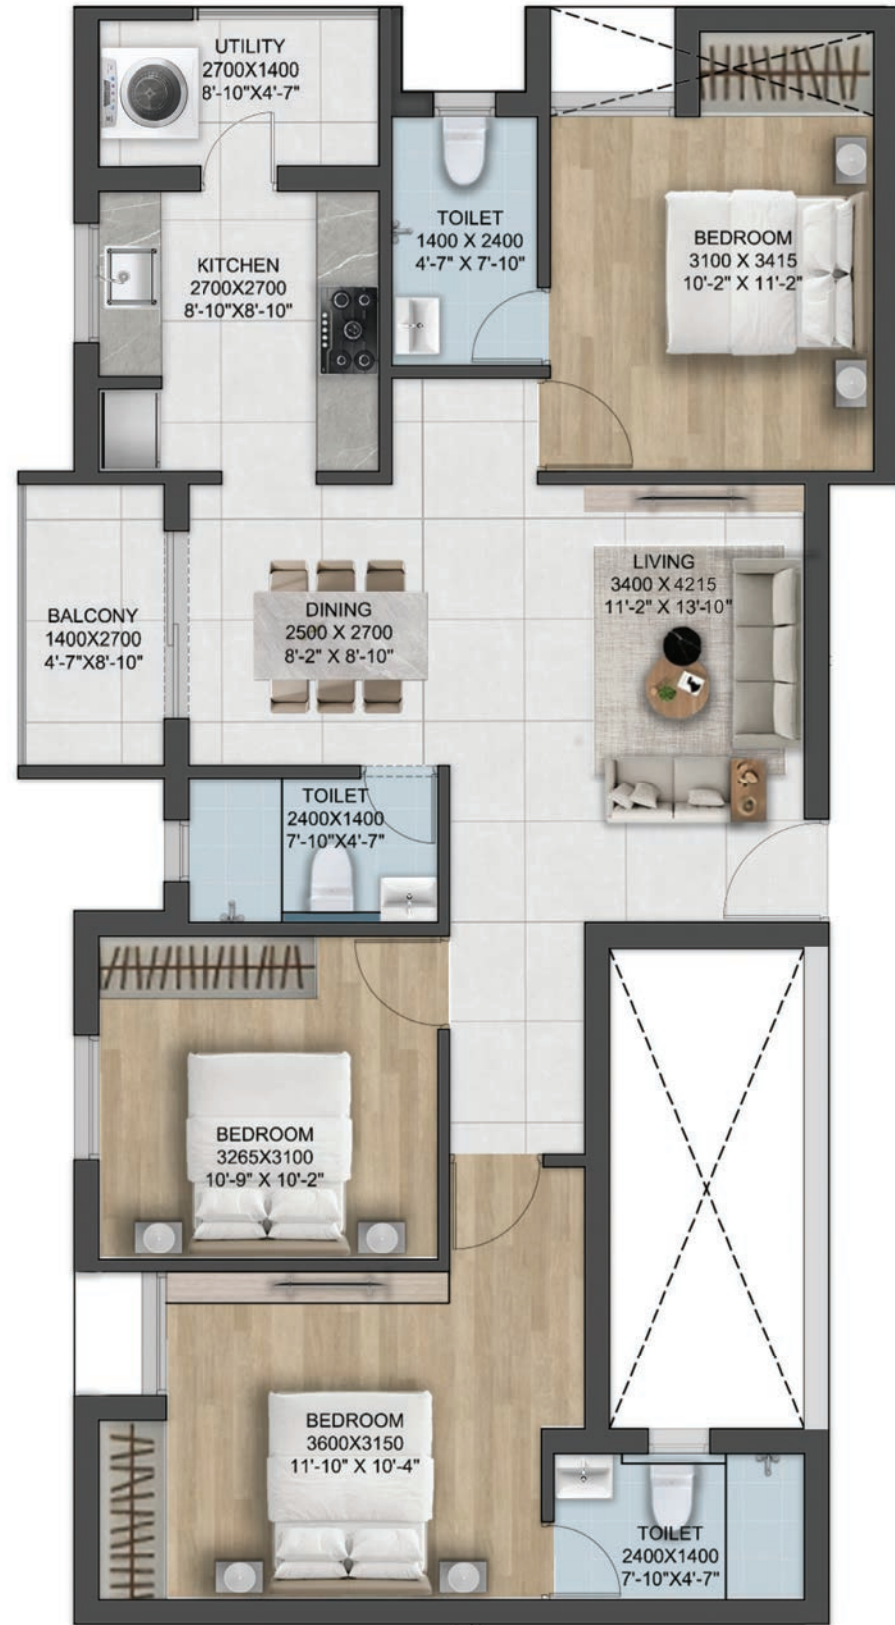 UTILITY
2700X1400
8'-10"X4'-7"
TOILET
1400 X 2400
4'-7" X 7'-10"
BEDROOM
3100 X 3415
10'-2" X 11'-2"
KITCHEN
2700X2700
8'-10"X8'-10"
LIVING
3400 X 4215
11'-2" X 13'-10"
BALCONY
1400X2700
4'-7"X8'-10"
DINING
2500 X 2700
8'-2" X 8'-10"
TOILET
2400X1400
7'-10"X4'-7"
BEDROOM
3265X3100
10'-9" X 10'-2"
BEDROOM
3600X3150
11'-10" X 10'-4"
TOILET
2400X1400
7'-10"X4'-7"